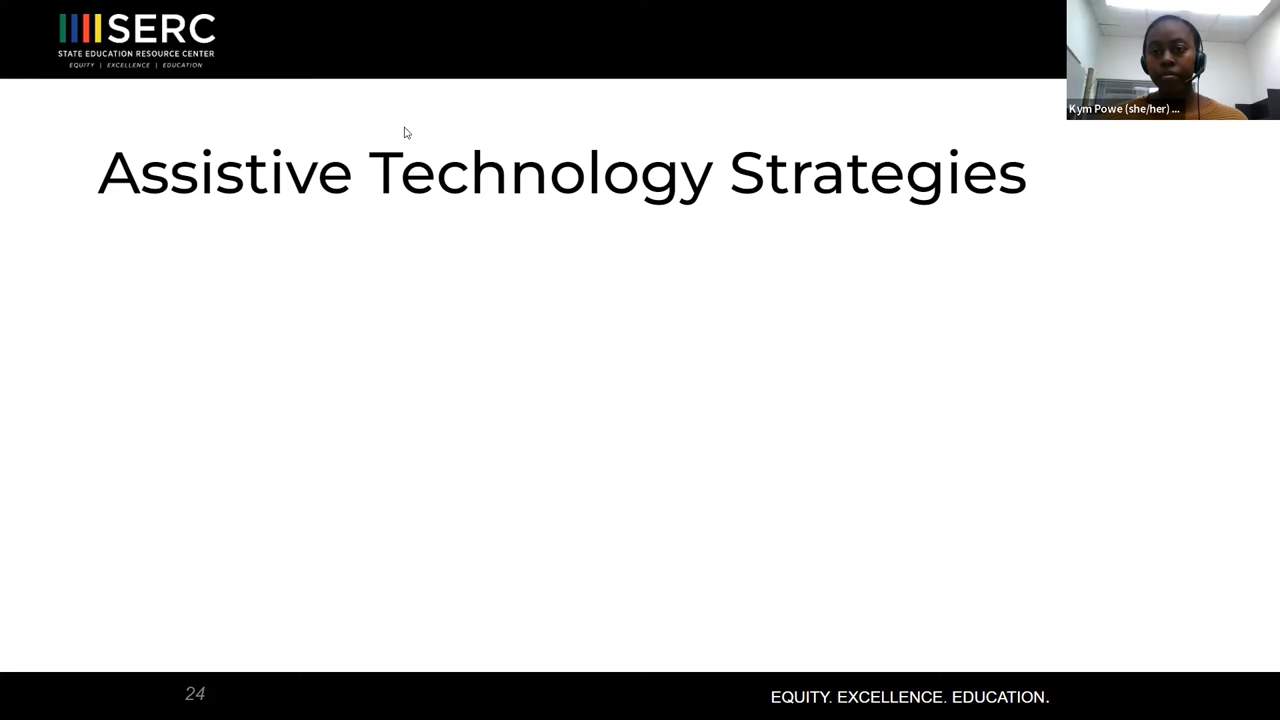 SERC
STATE EDUCATION RESOURCE CENTER
EQUITY | EXCELLENCE | EDUCATION
Kym Powe (she/her) ...
Assistive Technology Strategies
24
EQUITY. EXCELLENCE. EDUCATION.